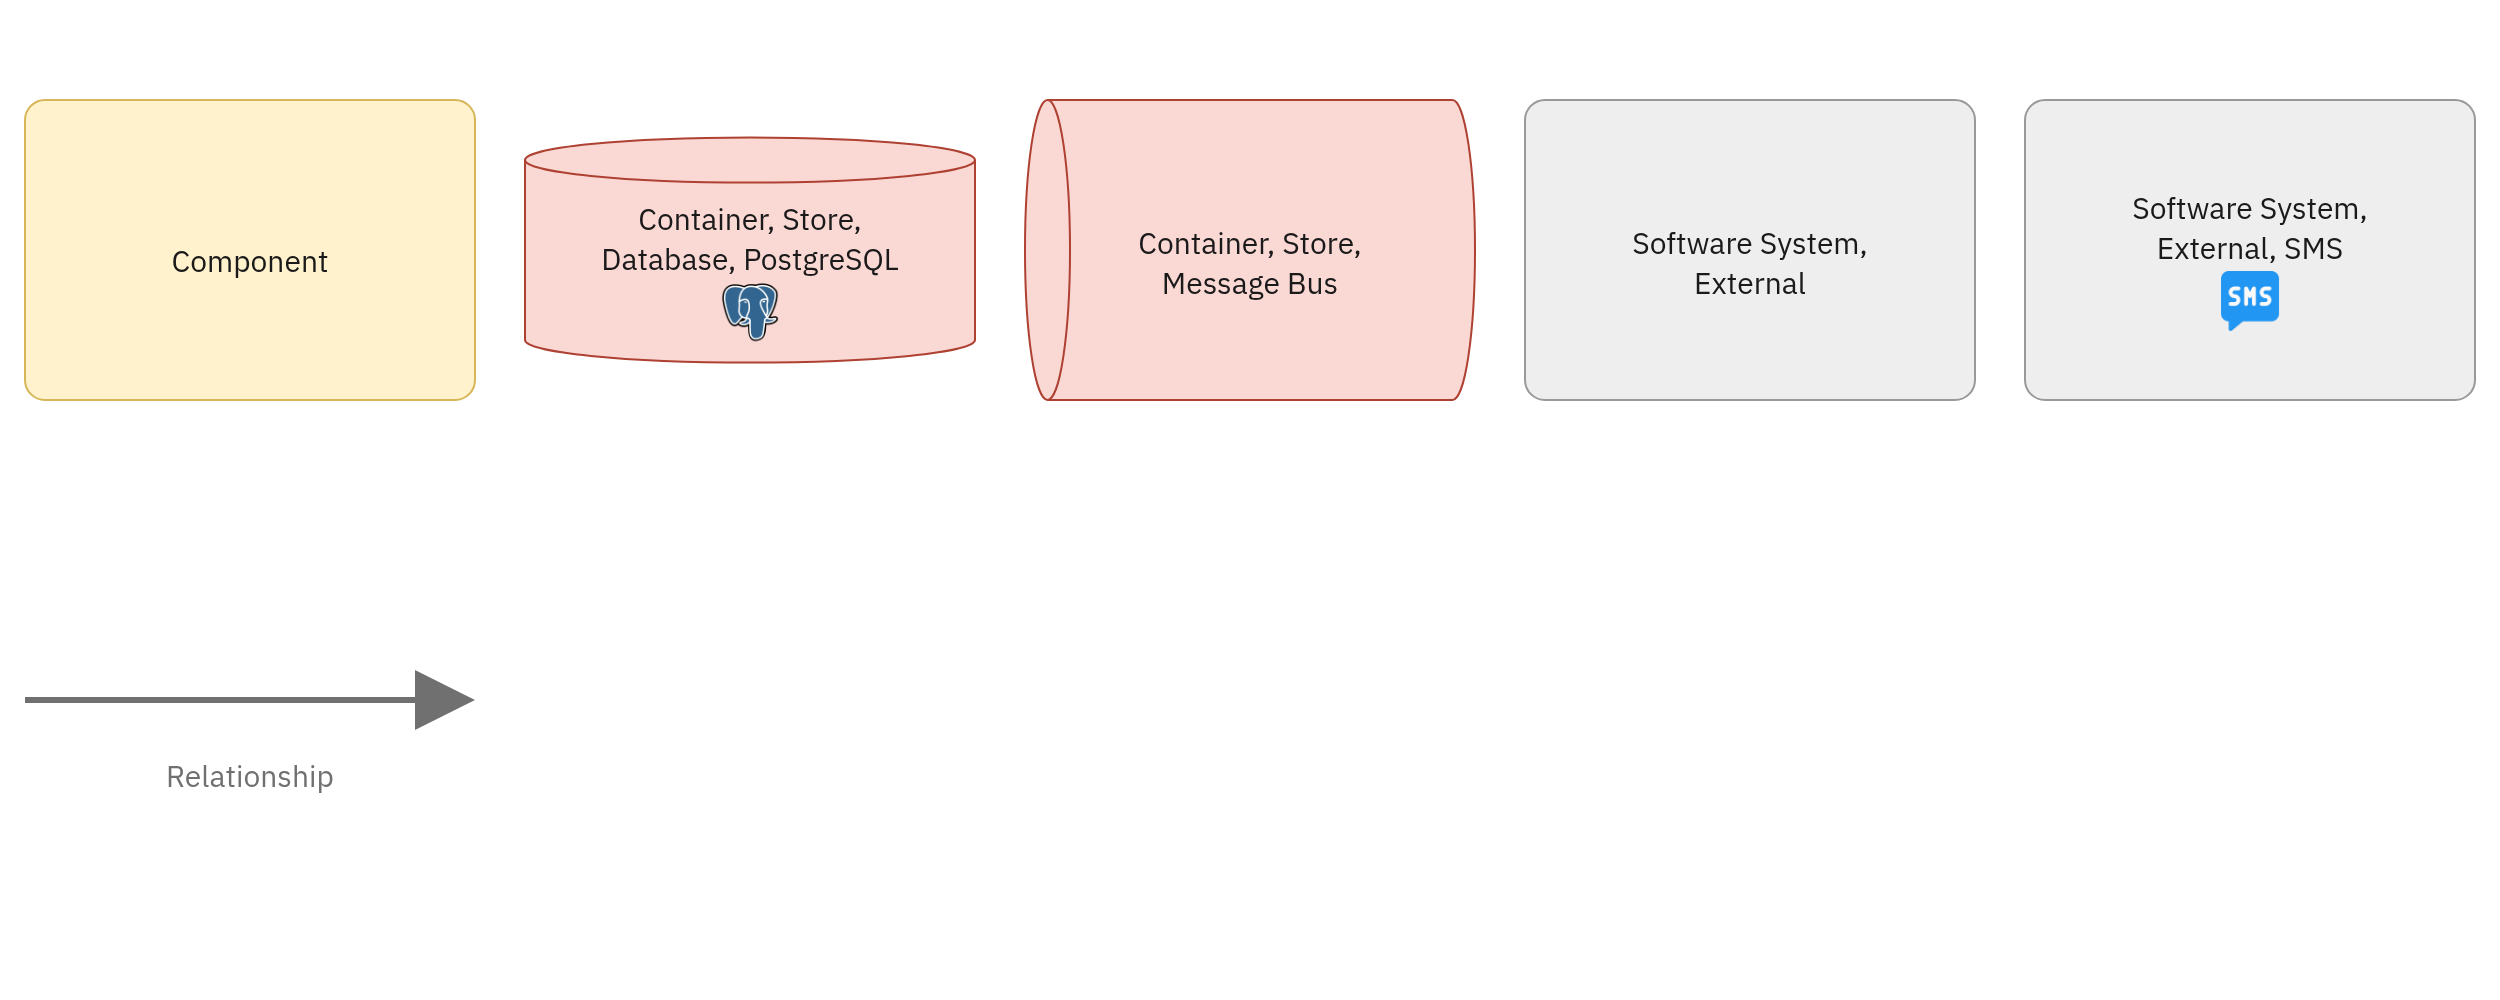 Component
Container, Store,
Database, PostgreSQL
Container, Store,
Message Bus
Software System,
External
Software System,
External, SMS
SMS
Relationship